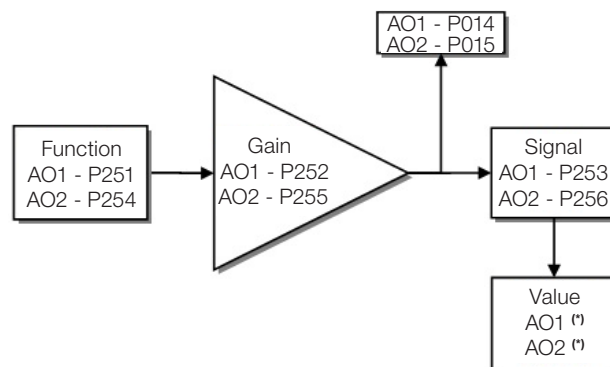 AO1 - P014
AO2 - P015
Function
AO1 - P251
AO2 - P254
Gain
AO1 - P252
AO2 - P255
Signal
AO1 - P253
AO2 - P256
Value
AO1 (*)
AO2 (*)